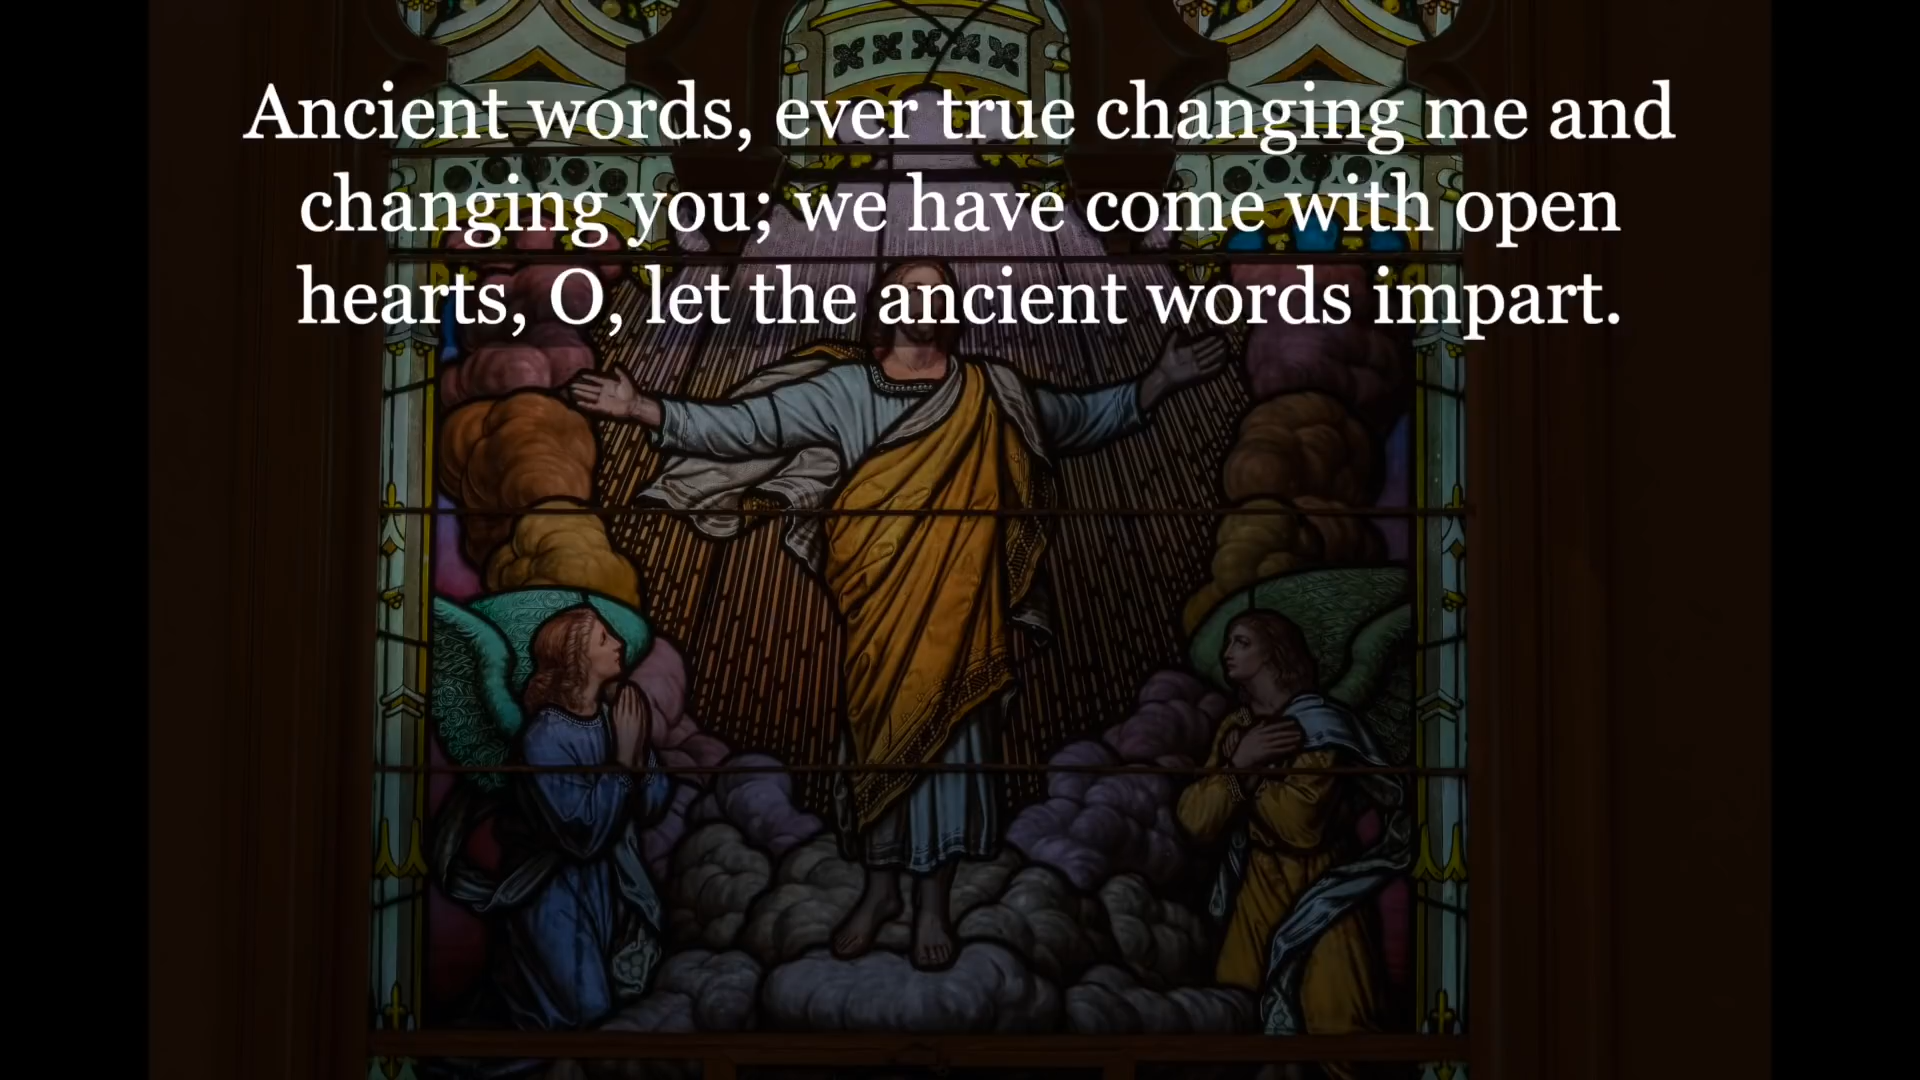 Ancient words, ever true changing me and
changing you; we have come with open
hearts, O, let the ancient words impart.